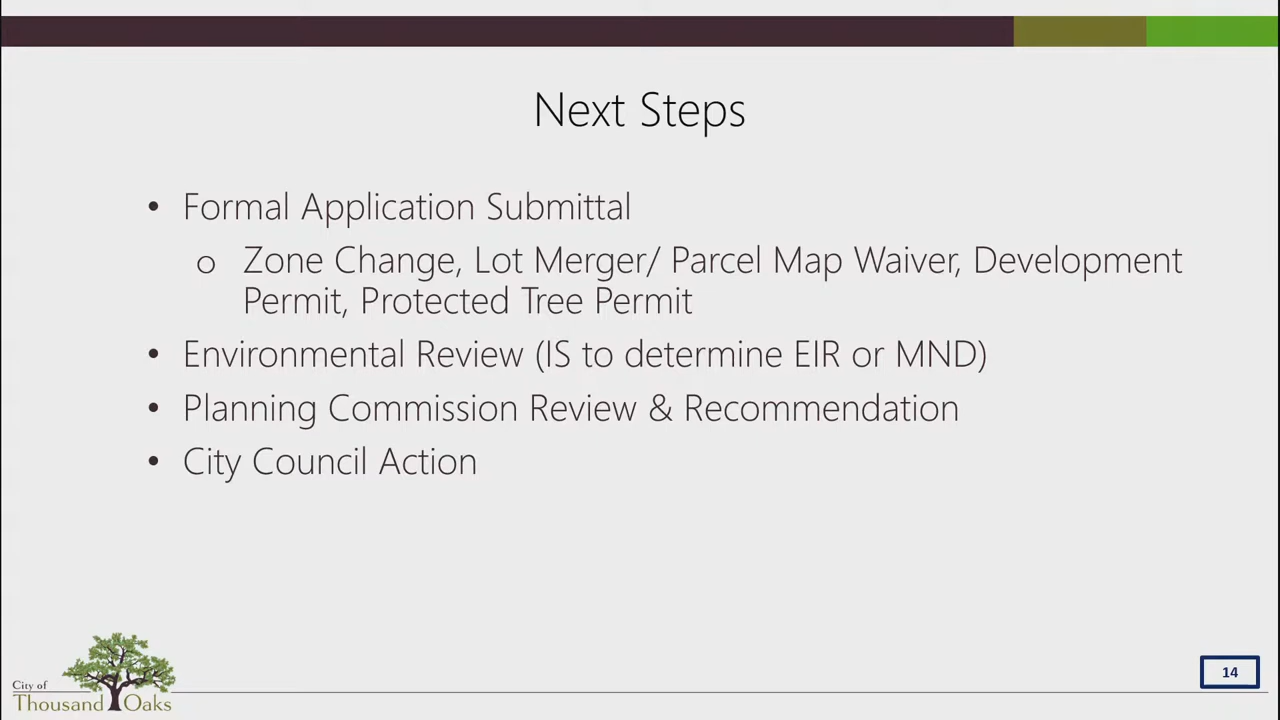 Next Steps
• Formal Application Submittal
o Zone Change, Lot Merger/ Parcel Map Waiver, Development
Permit, Protected Tree Permit
• Environmental Review (IS to determine EIR or MND)
• Planning Commission Review & Recommendation
• City Council Action
City of
Thousand Oaks
14